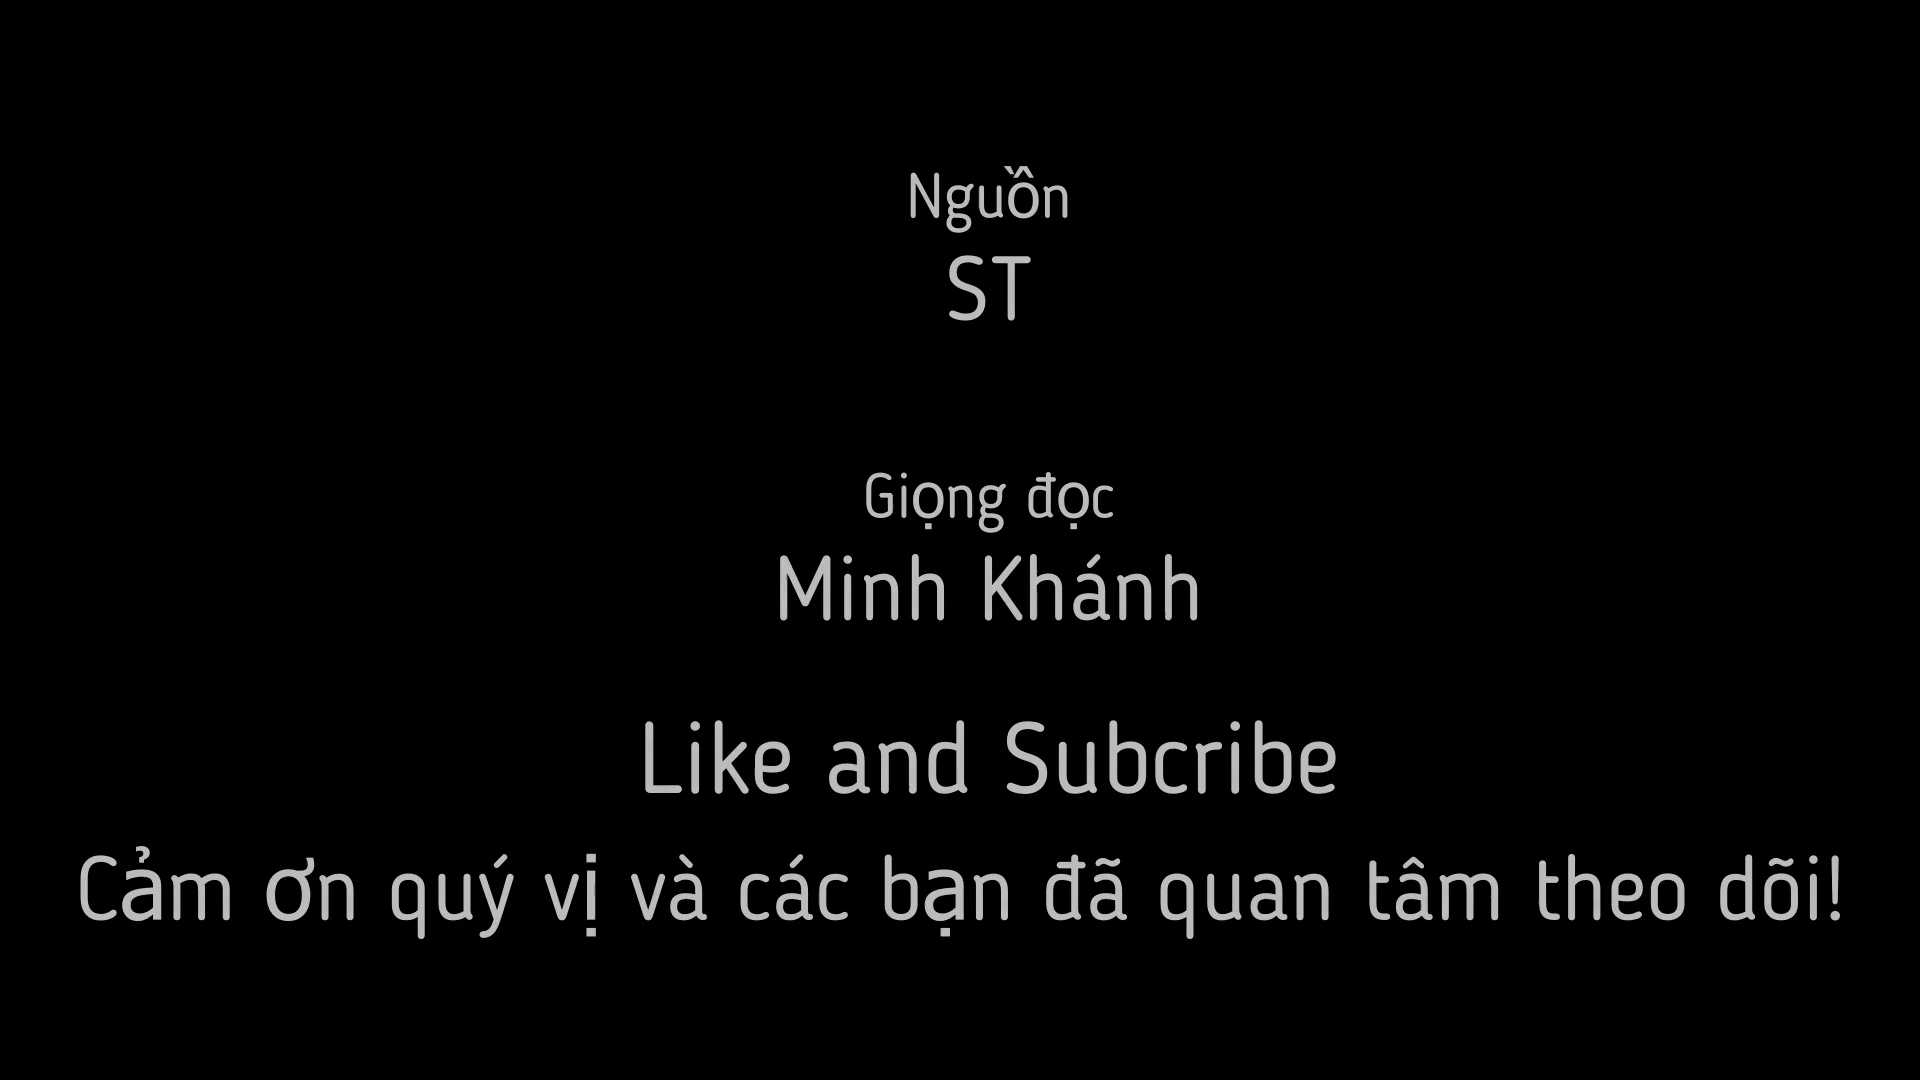 Nguồn
ST
Giọng đọc
Minh Khánh
Like and Subcribe
Cảm ơn quý vị và các bạn đã quan tâm theo dõi!